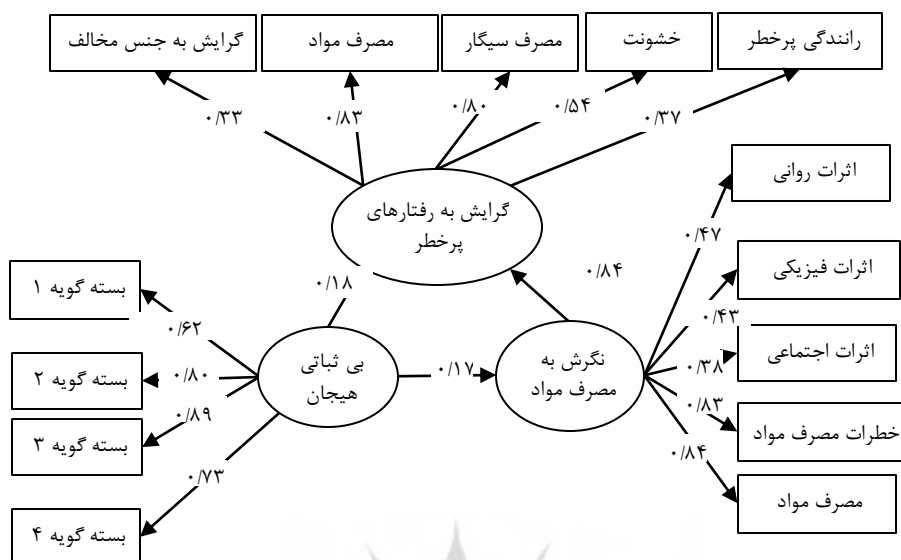 رانندگی پرخطر
خشونت
مصرف سیگار
مصرف مواد
گرایش به جنس مخالف
۰/۳۷
۰/۵۴
۰/۸۰
۰/۸۳
۰/۳۳
گرایش به رفتارهای
پرخطر
اثرات روانی
۰/۴۷
اثرات فیزیکی
۰/۴۳
اثرات اجتماعی
۰/۳۸
خطرات مصرف مواد
۰/۸۳
مصرف مواد
۰/۸۴
۰/۸۴
۰/۱۸
نگرش به
مصرف مواد
۰/۱۷
بی ثباتی
هیجان
بسته گویه ۱
۰/۶۲
بسته گویه ۲
۰/۸۰
بسته گویه ۳
۰/۸۹
بسته گویه ۴
۰/۷۳